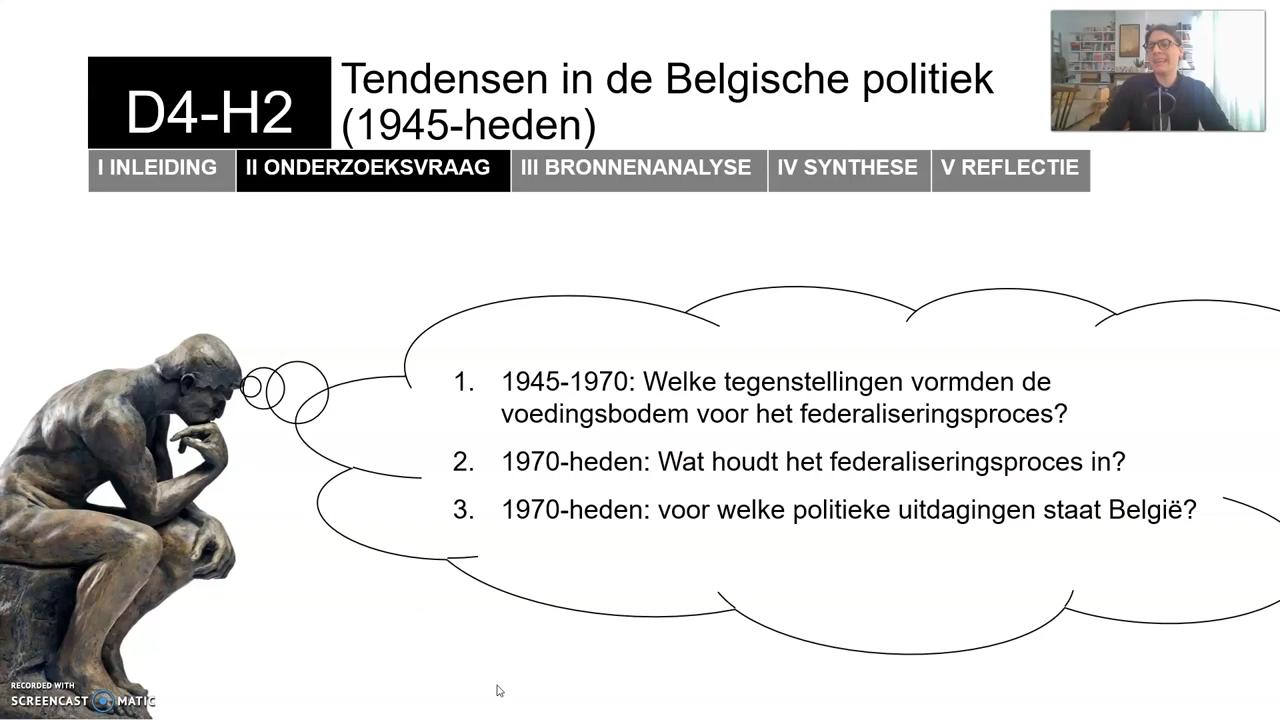 D4-H2
Tendensen in de Belgische politiek
(1945-heden)
I INLEIDING
II ONDERZOEKSVRAAG
III BRONNENANALYSE
IV SYNTHESE
V REFLECTIE
1. 1945-1970: Welke tegenstellingen vormden de
voedingsbodem voor het federaliseringsproces?
2. 1970-heden: Wat houdt het federaliseringsproces in?
3. 1970-heden: voor welke politieke uitdagingen staat België?
RECORDED WITH
SCREENCAST MATIC